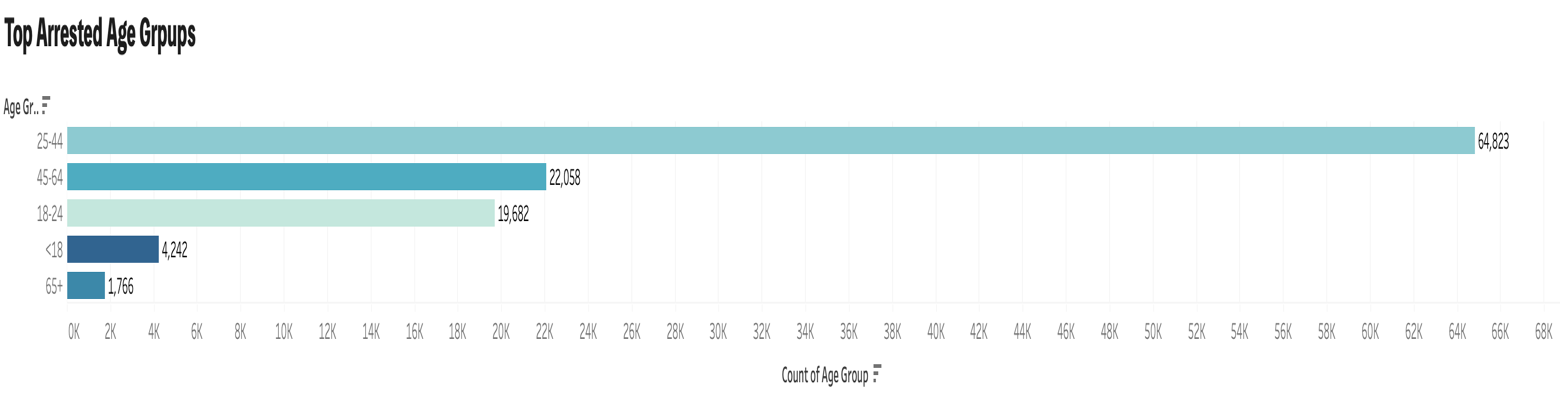 Top Arrested Age Grpups
Age Gr..
25-44 64,823
45-64 22,058
18-24 19,682
<18 4,242
65+ 1,766
0K 2K 4K 6K 8K 10K 12K 14K 16K 18K 20K 22K 24K 26K 28K 30K 32K 34K 36K 38K 40K 42K 44K 46K 48K 50K 52K 54K 56K 58K 60K 62K 64K 66K 68K
Count of Age Group